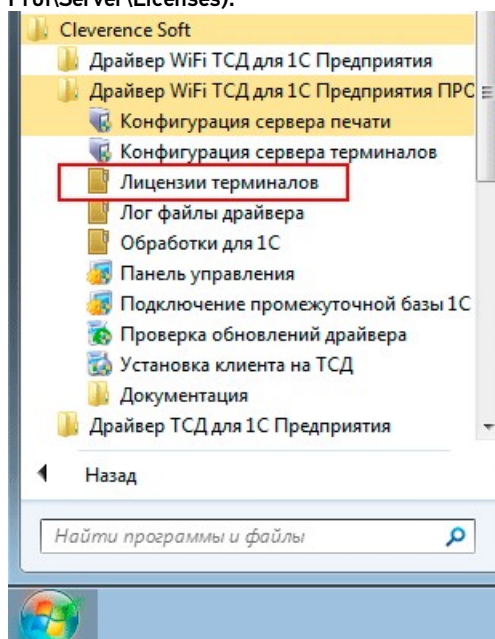 Prof\Server\Licenses).
Cleverence Soft
Драйвер WiFi ТСД для 1С Предприятия
Драйвер WiFi ТСД для 1С Предприятия ПРО
Конфигурация сервера печати
Конфигурация сервера терминалов
Лицензии терминалов
Лог файлы драйвера
Обработки для 1С
Панель управления
Подключение промежуточной базы 1С
Проверка обновлений драйвера
Установка клиента на ТСД
Документация
Драйвер ТСД для 1С Предприятия
Назад
Найти программы и файлы